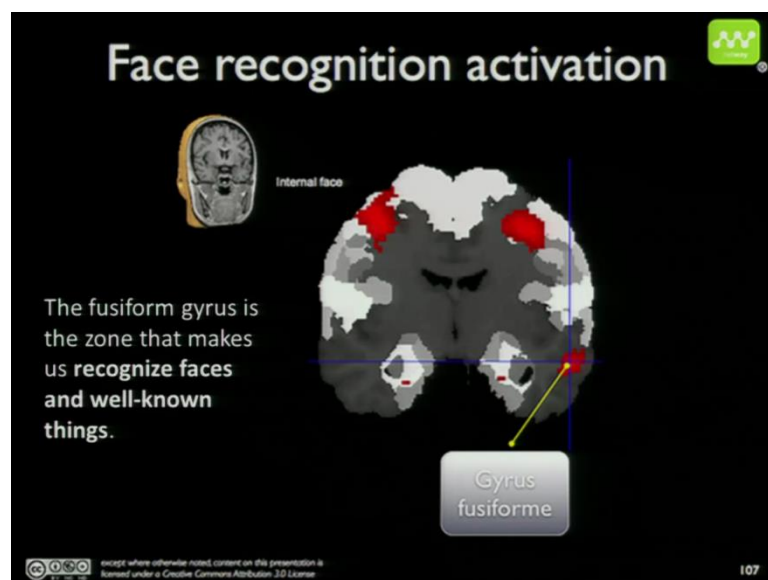 Face recognition activation
Internal face
The fusiform gyrus is
the zone that makes
us recognize faces
and well-known
things.
Gyrus
fusiforme
except where otherwise noted, content on this presentation is
licensed under a Creative Commons Attribution 3.0 License
107